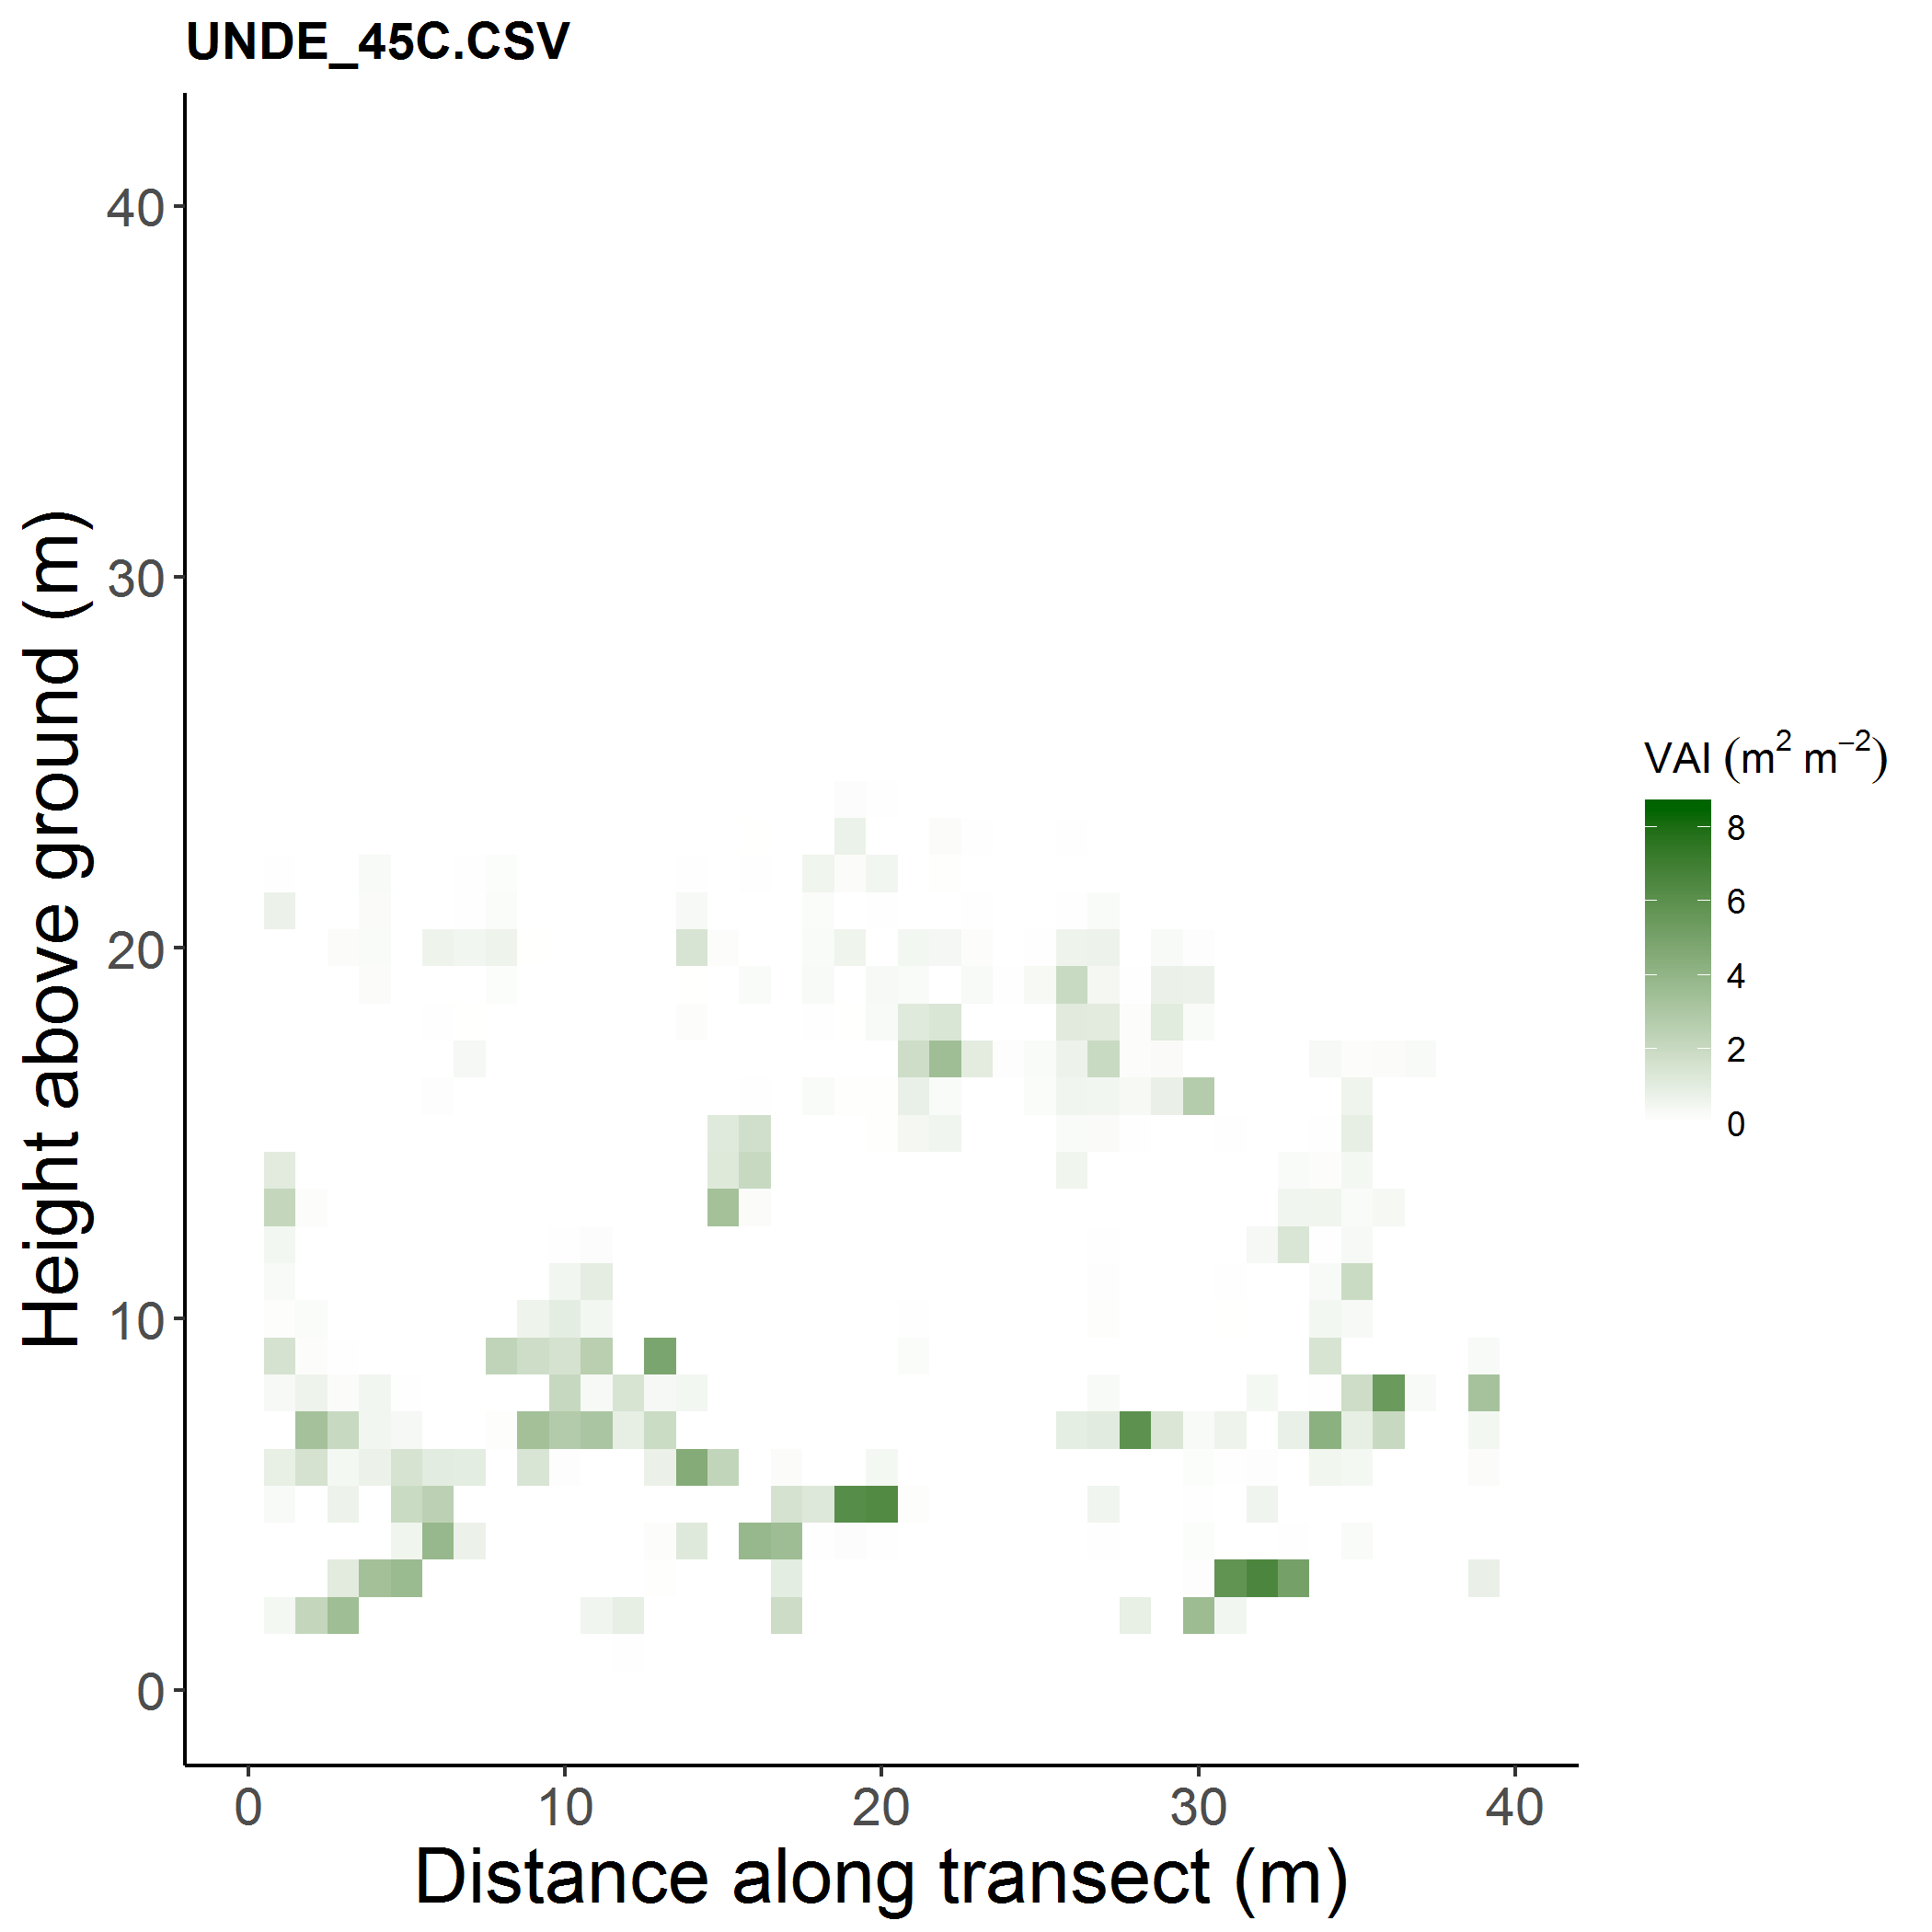 UNDE_45C.CSV
40
30
20
10
0
Height above ground (m)
0 10 20 30 40
Distance along transect (m)
VAI (m² m⁻²)
8
6
4
2
0